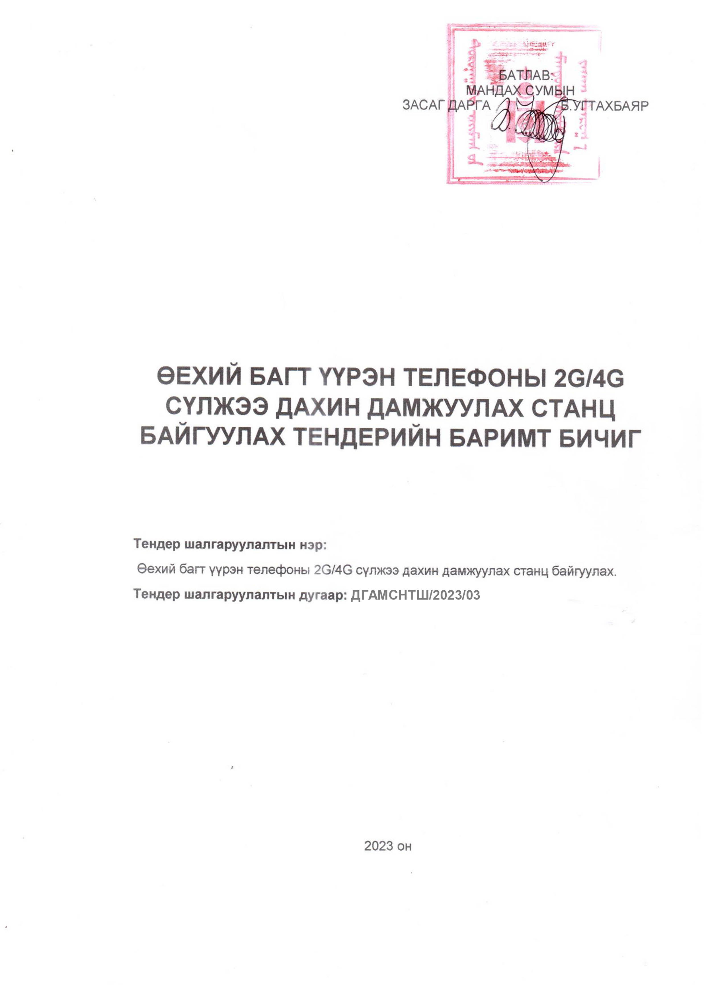 БАТЛАВ:
МАНДАХ СУМЫН
ЗАСАГ ДАРГА Б.УГТАХБАЯР
ӨЕХИЙ БАГТ ҮҮРЭН ТЕЛЕФОНЫ 2G/4G
СҮЛЖЭЭ ДАХИН ДАМЖУУЛАХ СТАНЦ
БАЙГУУЛАХ ТЕНДЕРИЙН БАРИМТ БИЧИГ
Тендер шалгаруулалтын нэр:
Өехий багт үүрэн телефоны 2G/4G сүлжээ дахин дамжуулах станц байгуулах.
Тендер шалгаруулалтын дугаар: ДГАМСНТШ/2023/03
2023 он